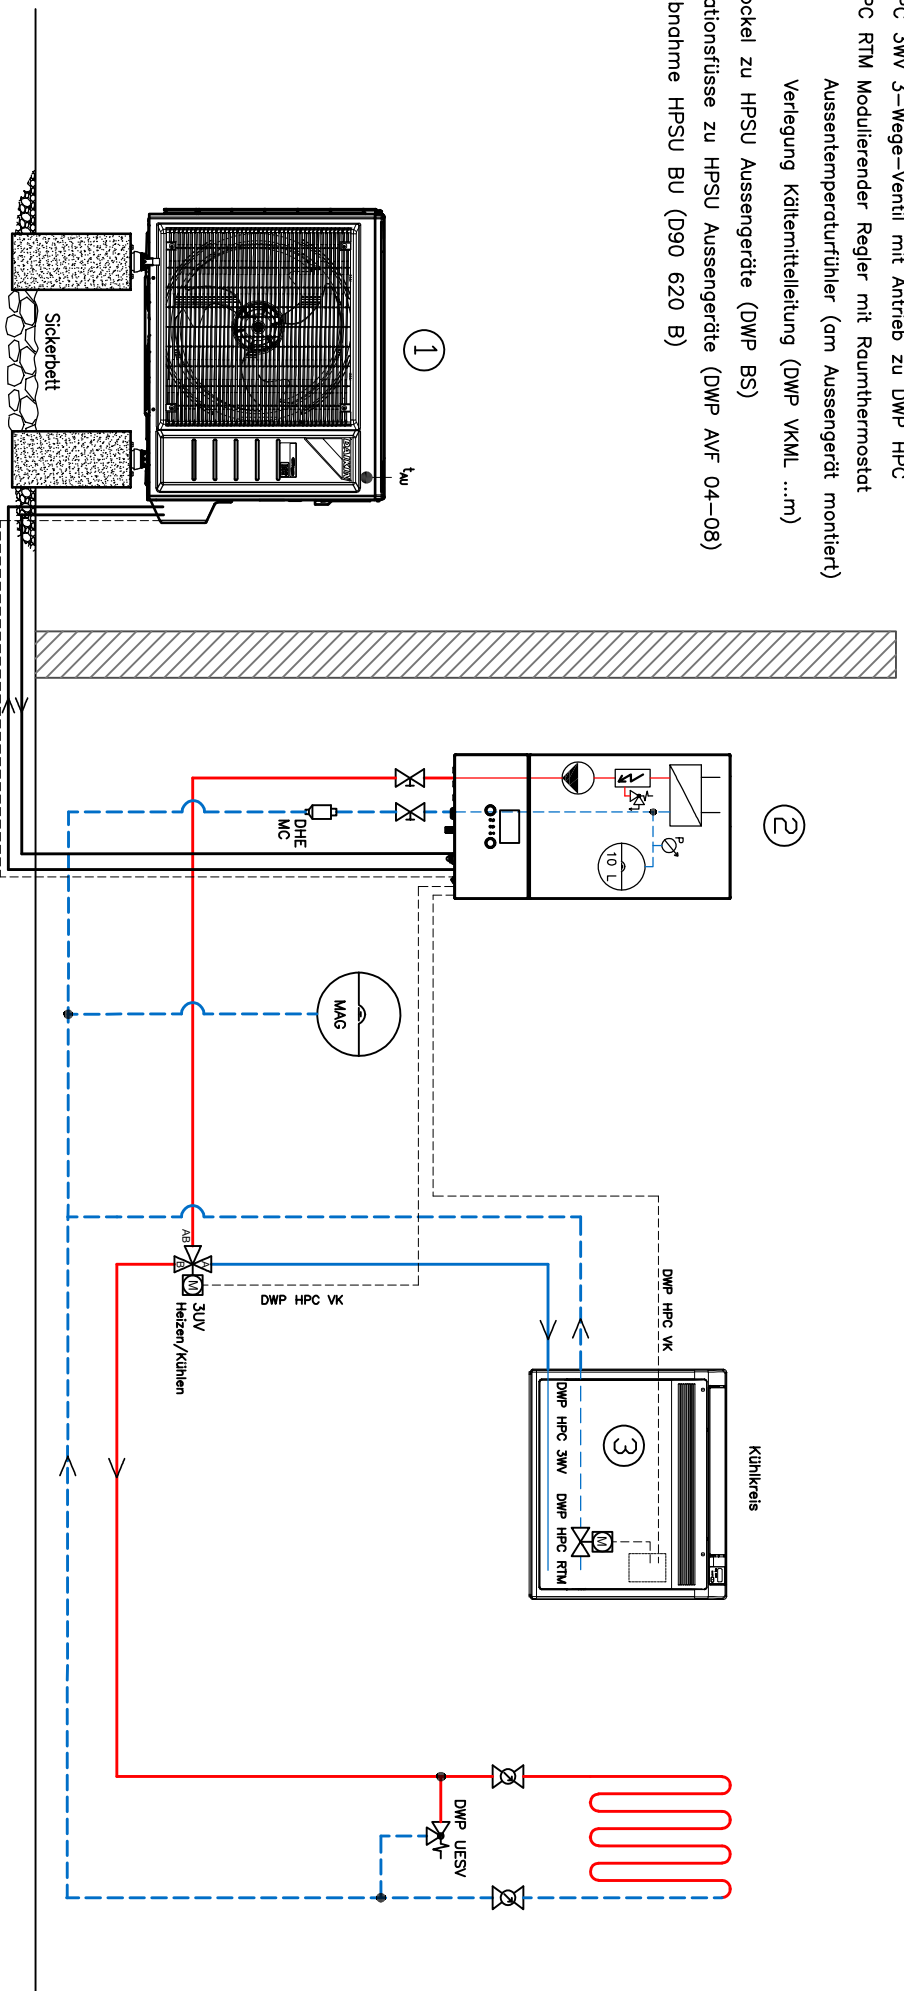 3-Wege-Ventil mit Antrieb zu DWP HPC
RTM Modulierender Regler mit Raumthermostat
Aussentemperaturfühler (am Aussengerät montiert)
Verlegung Kältemittelleitung (DWP VKML ...m)
zu HPSU Aussengeräte (DWP BS)
zu HPSU Aussengeräte (DWP AVF 04-08)
HPSU BU (D90 620 B)
1
tAU
DAIKIN
Sickerbett
2
P
10 L
DHE
MC
MAG
AB
A
B
M
3UV
Heizen/Kühlen
DWP HPC VK
DWP HPC VK
Kühlkreis
3
M
DWP HPC 3WV
DWP HPC RTM
DWP UESV